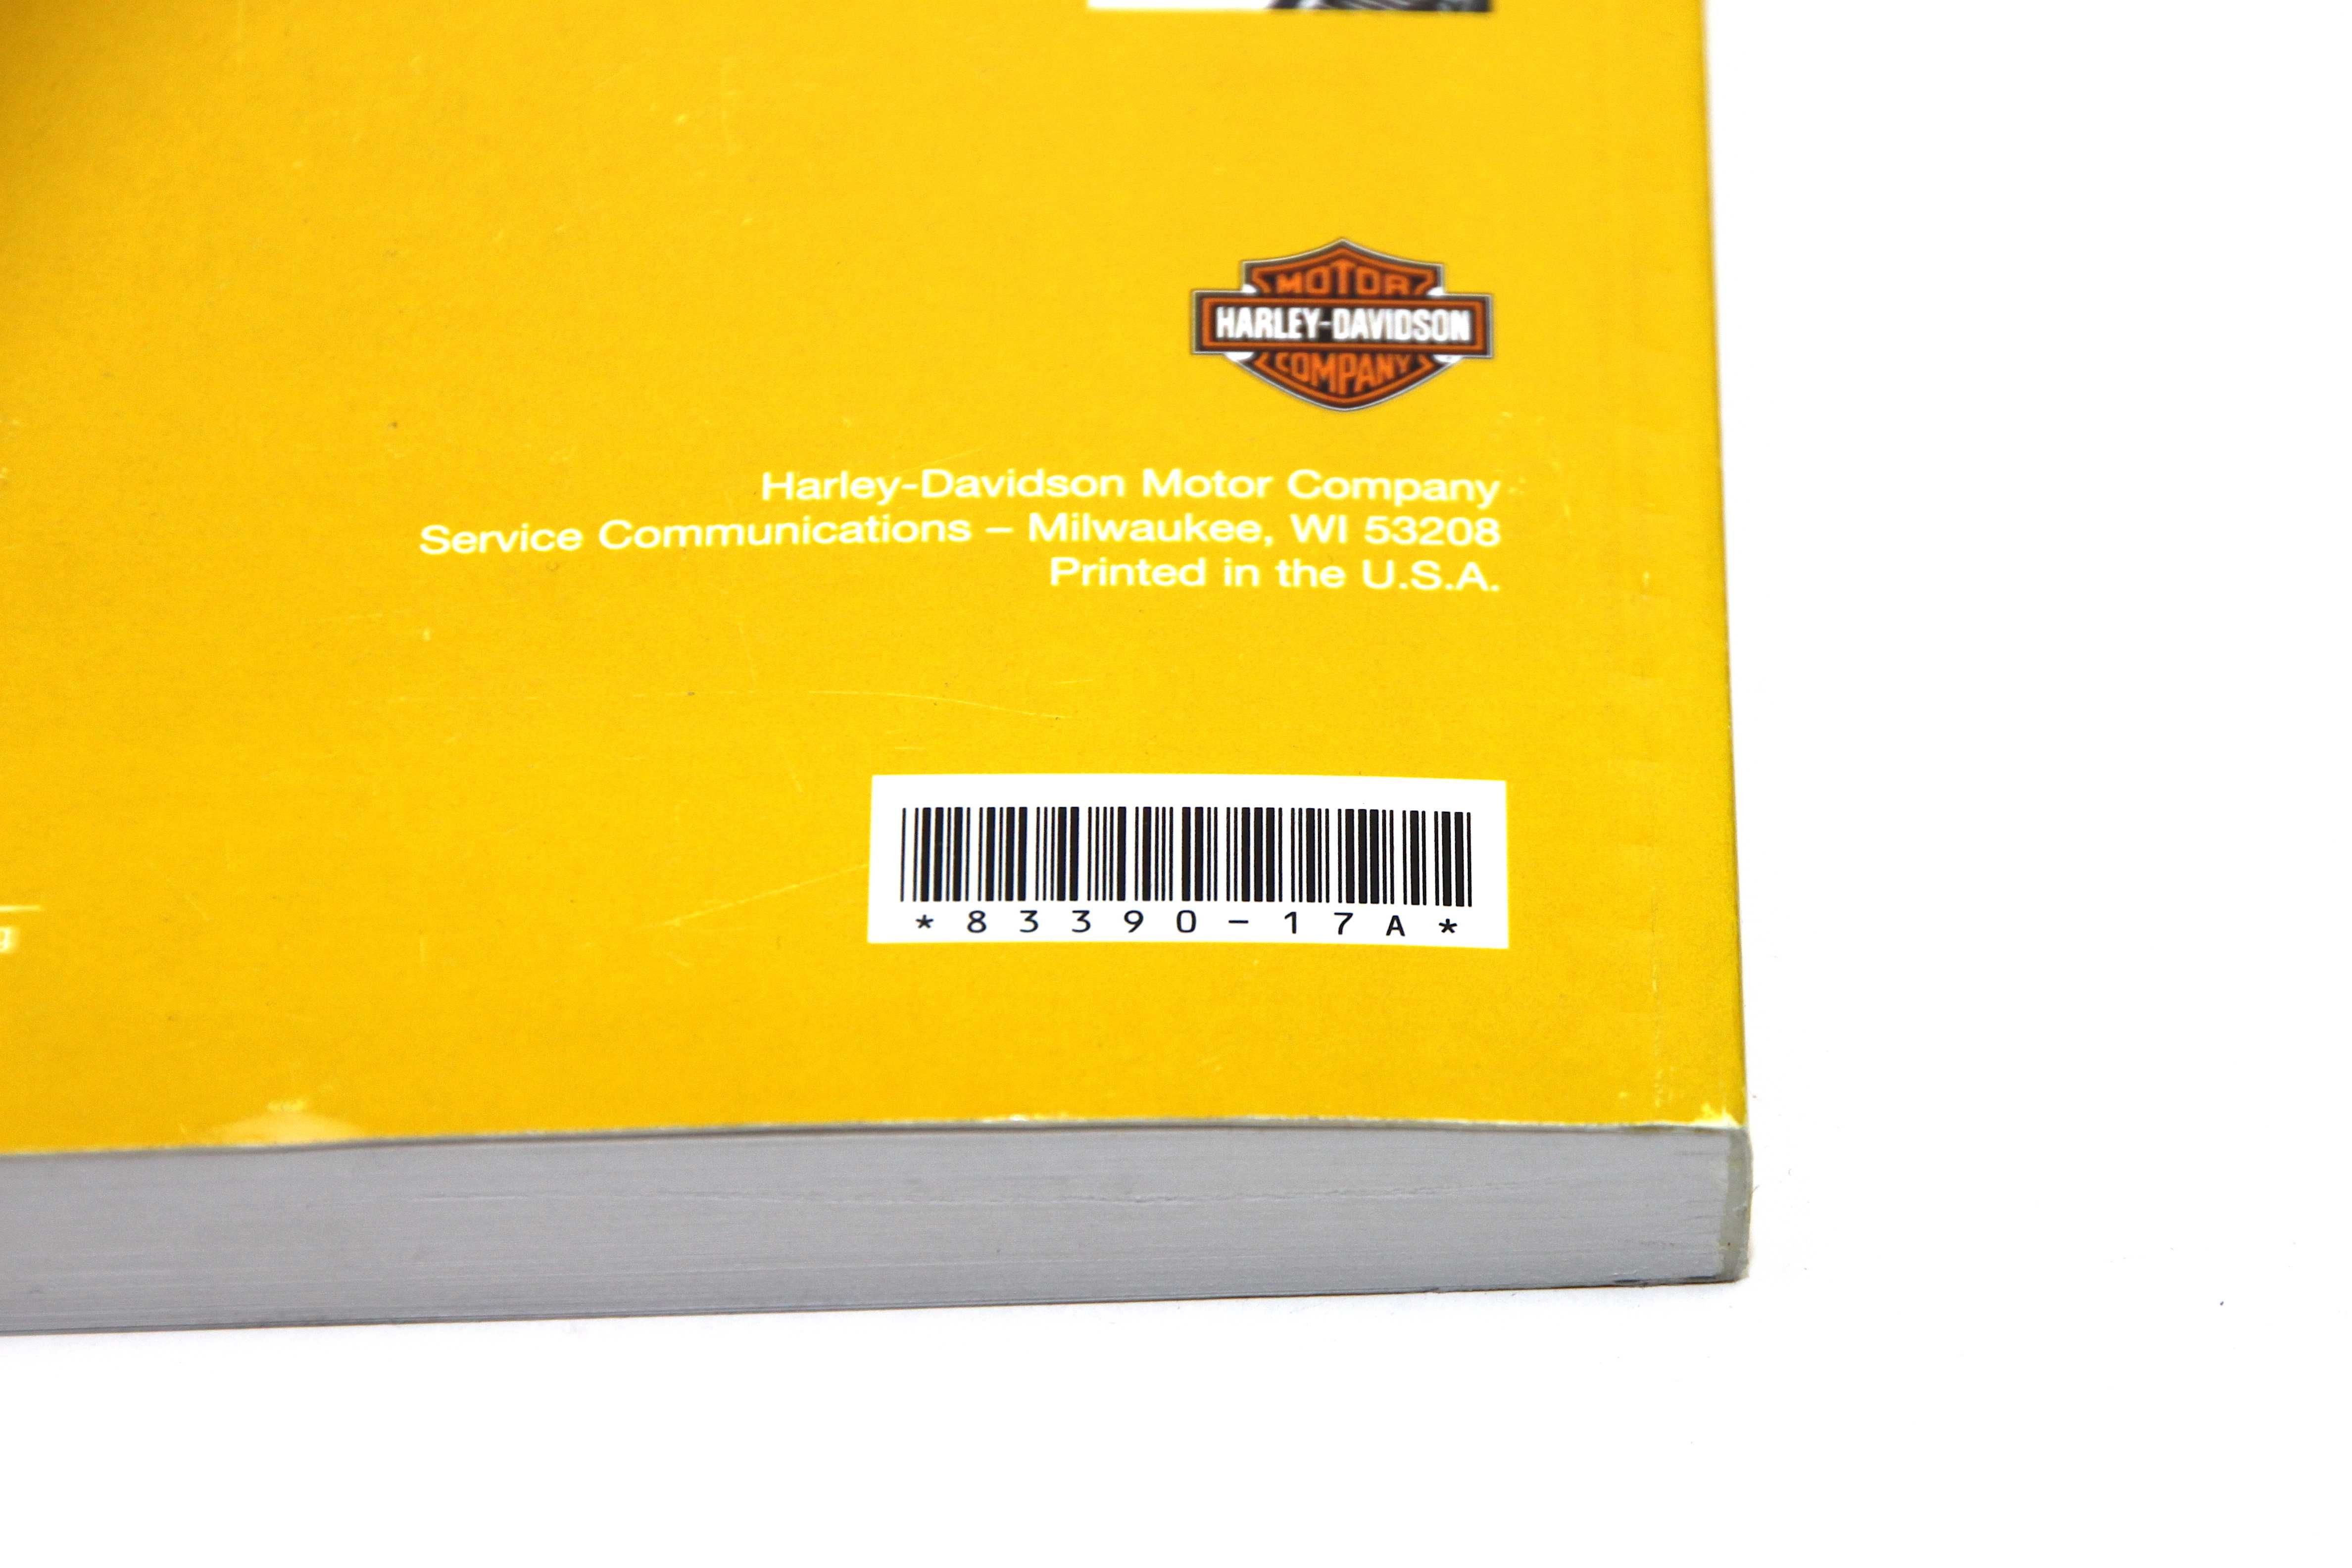 MOTOR
HARLEY-DAVIDSON
COMPANY
Harley-Davidson Motor Company
Service Communications – Milwaukee, WI 53208
Printed in the U.S.A.
*83390-17A*
g